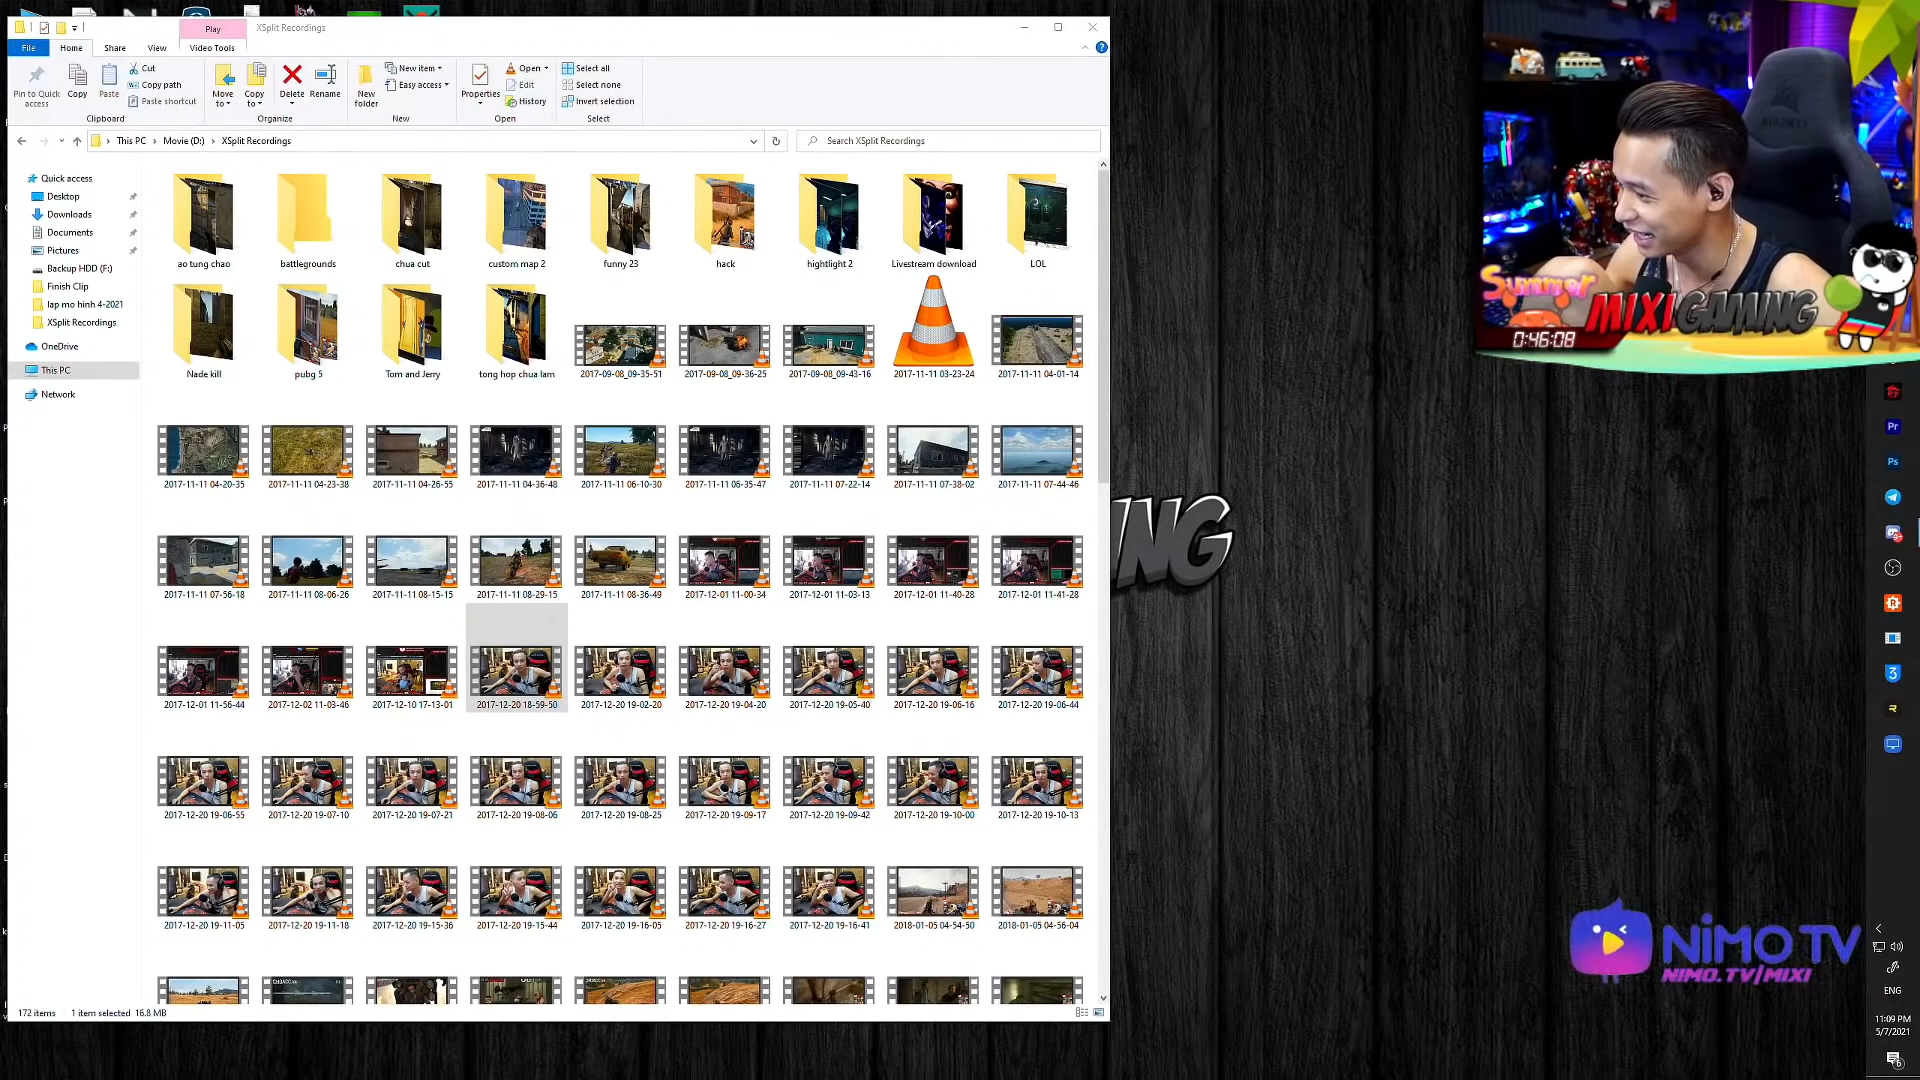 Play
XSplit Recordings
File
Home
Share
View
Video Tools
Pin to Quick access
Copy
Paste
Cut
Copy path
Paste shortcut
Clipboard
Move to
Copy to
Delete
Rename
Organize
New folder
New item
Easy access
New
Properties
Open
Edit
History
Open
Select all
Select none
Invert selection
Select
This PC > Movie (D:) > XSplit Recordings
Search XSplit Recordings
Quick access
Desktop
Downloads
Documents
Pictures
Backup HDD (F:)
Finish Clip
lap mo hinh 4-2021
XSplit Recordings
OneDrive
This PC
Network
ao tung chao
battlegrounds
chua cut
custom map 2
funny 23
hack
hightlight 2
Livestream download
LOL
Nade kill
pubg 5
Tom and Jerry
tong hop chua lam
2017-09-08_09-35-51
2017-09-08_09-36-25
2017-09-08_09-43-16
2017-11-11 03-23-24
2017-11-11 04-01-14
2017-11-11 04-20-35
2017-11-11 04-23-38
2017-11-11 04-26-55
2017-11-11 04-36-48
2017-11-11 06-10-30
2017-11-11 06-35-47
2017-11-11 07-22-14
2017-11-11 07-38-02
2017-11-11 07-44-46
2017-11-11 07-56-18
2017-11-11 08-06-26
2017-11-11 08-15-15
2017-11-11 08-29-15
2017-11-11 08-36-49
2017-12-01 11-00-34
2017-12-01 11-03-13
2017-12-01 11-40-28
2017-12-01 11-41-28
2017-12-01 11-56-44
2017-12-02 11-03-46
2017-12-10 17-13-01
2017-12-20 18-59-50
2017-12-20 19-02-20
2017-12-20 19-04-20
2017-12-20 19-05-40
2017-12-20 19-06-16
2017-12-20 19-06-44
2017-12-20 19-06-55
2017-12-20 19-07-10
2017-12-20 19-07-21
2017-12-20 19-08-06
2017-12-20 19-08-25
2017-12-20 19-09-17
2017-12-20 19-09-42
2017-12-20 19-10-00
2017-12-20 19-10-13
2017-12-20 19-11-05
2017-12-20 19-11-18
2017-12-20 19-15-36
2017-12-20 19-15-44
2017-12-20 19-16-05
2017-12-20 19-16-27
2017-12-20 19-16-41
2018-01-05 04-54-50
2018-01-05 04-56-04
172 items
1 item selected 16.8 MB
ING
Summer
MIXIGAMING
0:46:08
Pr
Ps
NIMO TV
NIMO.TV/MIXI
ENG
11:09 PM
5/7/2021